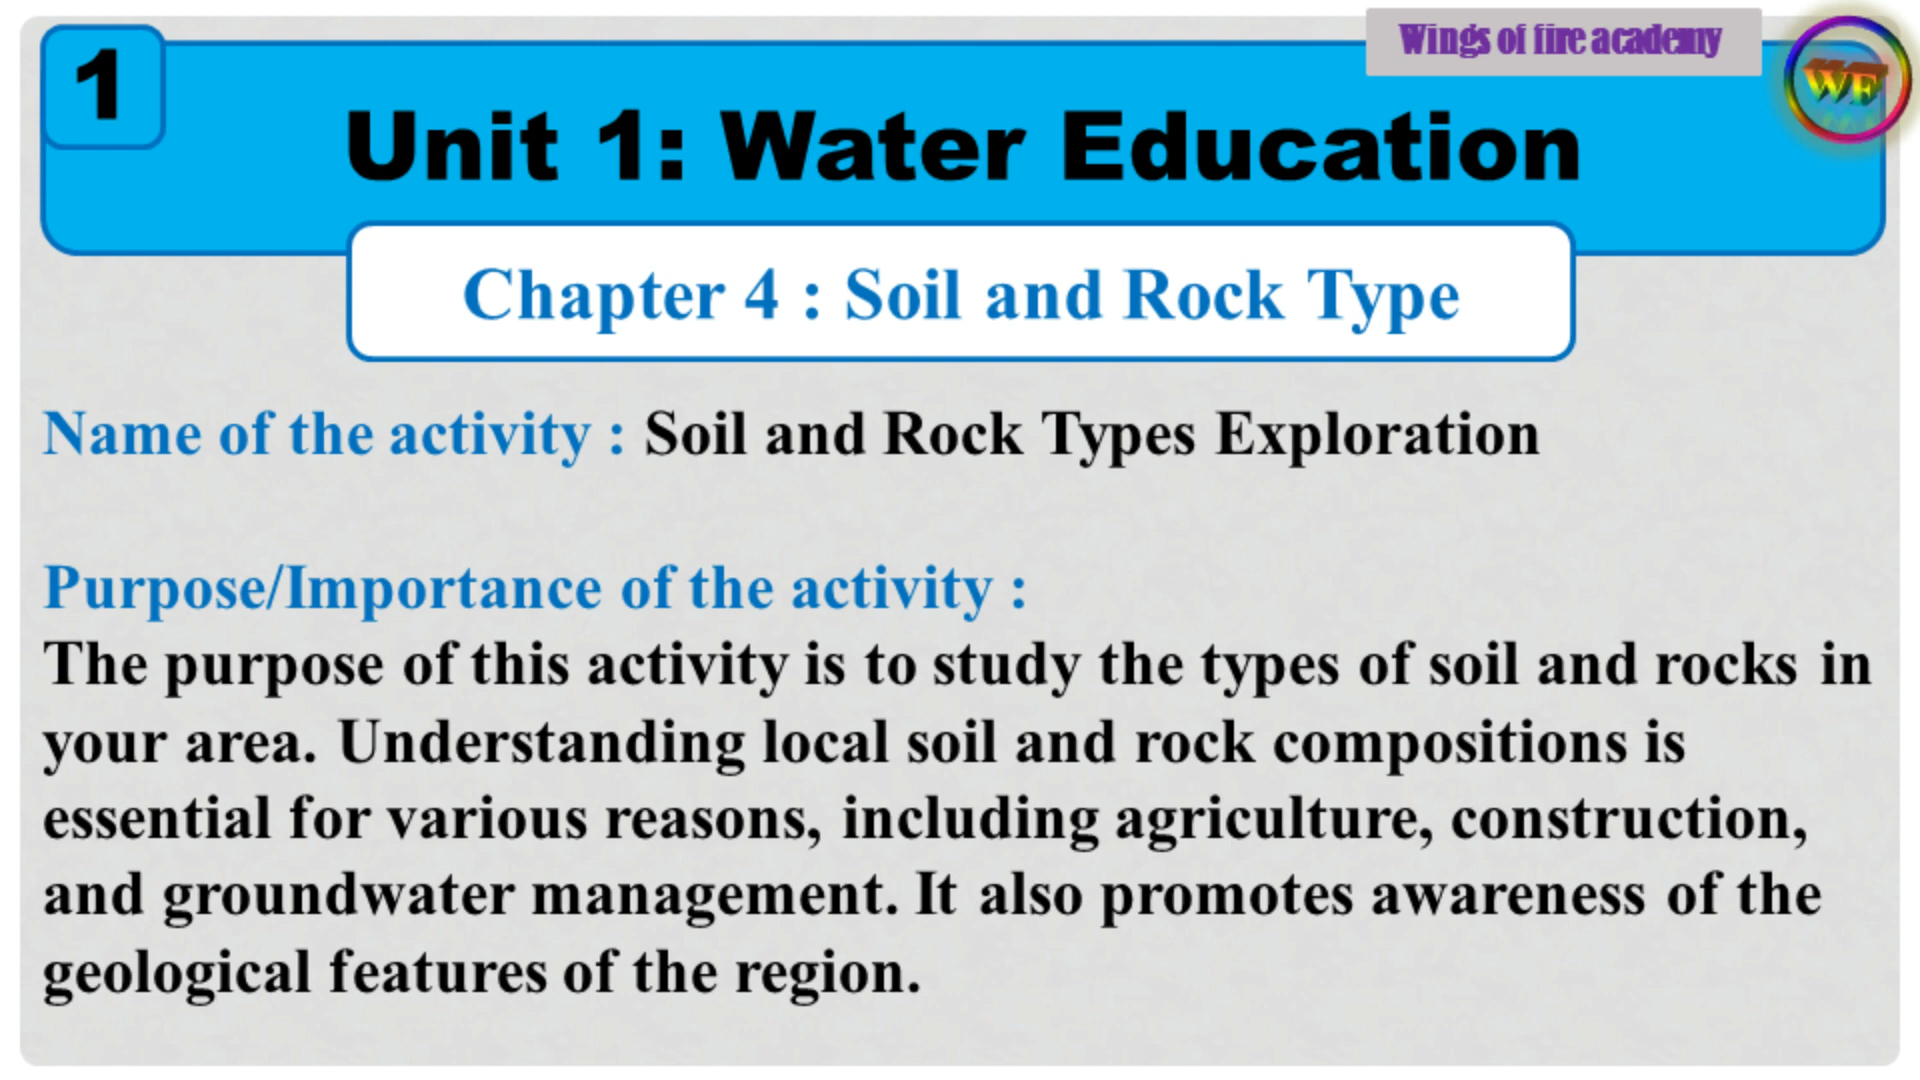 Wings of fire academy
WF
1
Unit 1: Water Education
Chapter 4 : Soil and Rock Type
Name of the activity : Soil and Rock Types Exploration
Purpose/Importance of the activity :
The purpose of this activity is to study the types of soil and rocks in
your area. Understanding local soil and rock compositions is
essential for various reasons, including agriculture, construction,
and groundwater management. It also promotes awareness of the
geological features of the region.